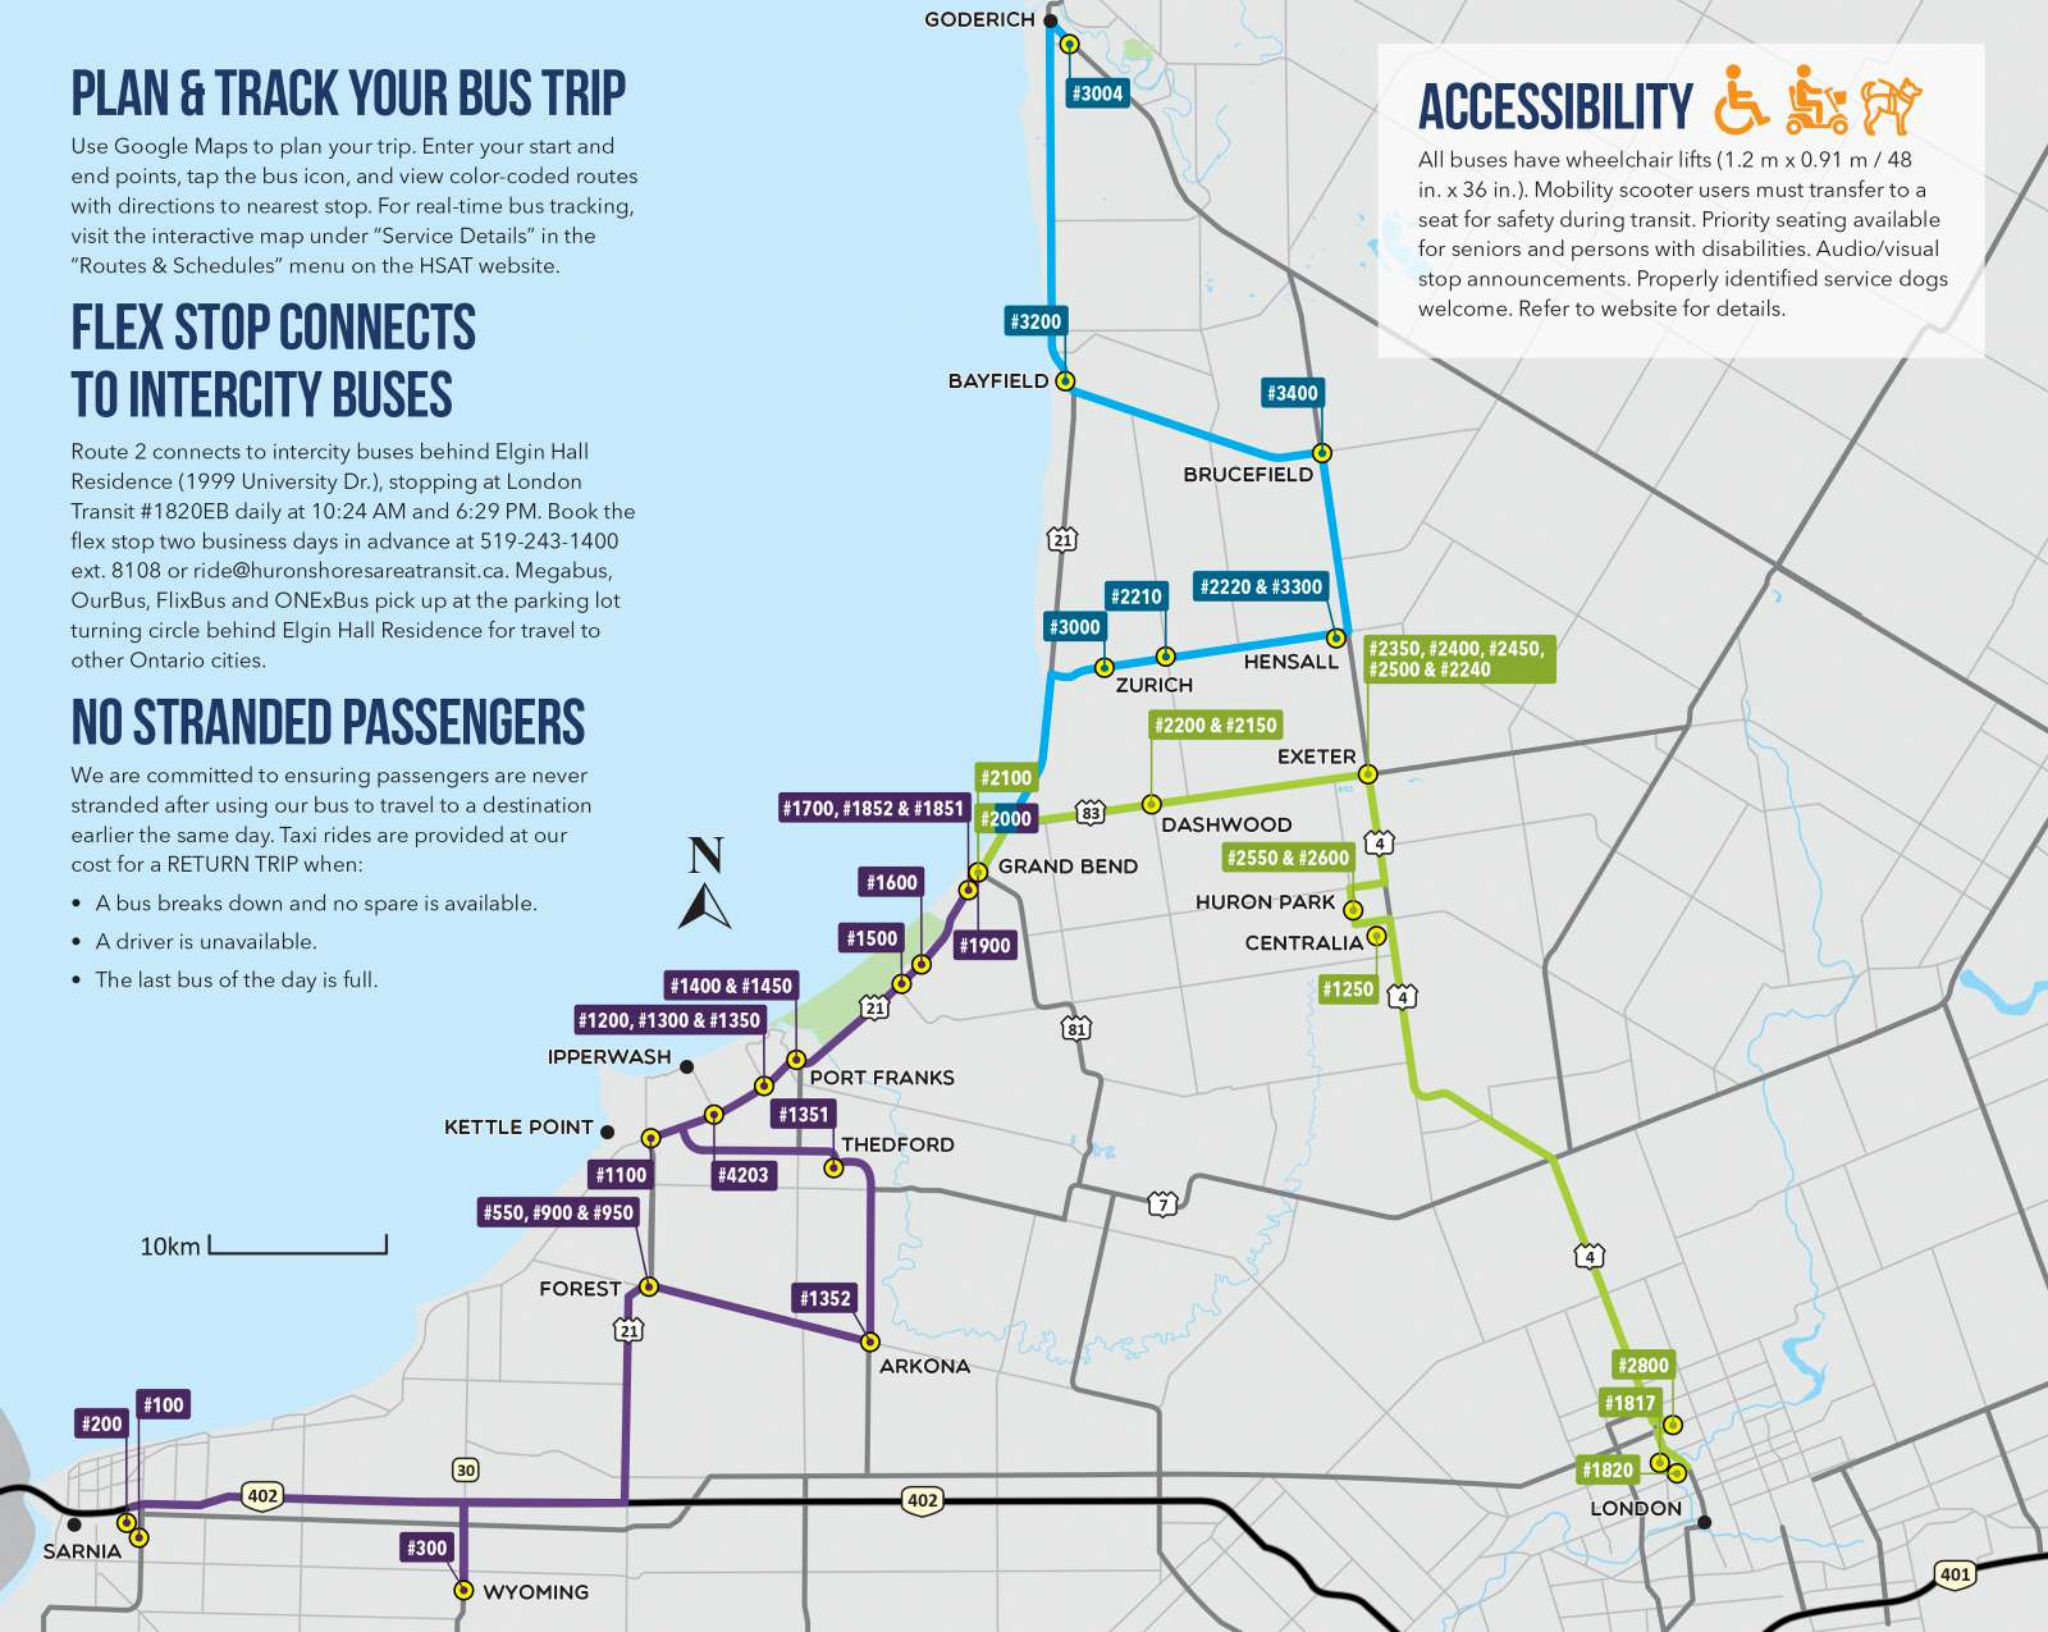 PLAN & TRACK YOUR BUS TRIP
Use Google Maps to plan your trip. Enter your start and
end points, tap the bus icon, and view color-coded routes
with directions to nearest stop. For real-time bus tracking,
visit the interactive map under "Service Details" in the
"Routes & Schedules" menu on the HSAT website.
FLEX STOP CONNECTS
TO INTERCITY BUSES
Route 2 connects to intercity buses behind Elgin Hall
Residence (1999 University Dr.), stopping at London
Transit #1820EB daily at 10:24 AM and 6:29 PM. Book the
flex stop two business days in advance at 519-243-1400
ext. 8108 or ride@huronshoresareatransit.ca. Megabus,
OurBus, FlixBus and ONExBus pick up at the parking lot
turning circle behind Elgin Hall Residence for travel to
other Ontario cities.
NO STRANDED PASSENGERS
We are committed to ensuring passengers are never
stranded after using our bus to travel to a destination
earlier the same day. Taxi rides are provided at our
cost for a RETURN TRIP when:
• A bus breaks down and no spare is available.
• A driver is unavailable.
• The last bus of the day is full.
ACCESSIBILITY
All buses have wheelchair lifts (1.2 m x 0.91 m / 48
in. x 36 in.). Mobility scooter users must transfer to a
seat for safety during transit. Priority seating available
for seniors and persons with disabilities. Audio/visual
stop announcements. Properly identified service dogs
welcome. Refer to website for details.
GODERICH
#3004
#3200
BAYFIELD
#3400
BRUCEFIELD
21
#2220 & #3300
#2210
#3000
HENSALL
ZURICH
#2350, #2400, #2450,
#2500 & #2240
#2200 & #2150
EXETER
#2100
#1700, #1852 & #1851
#2000
83
DASHWOOD
4
N
#2550 & #2600
GRAND BEND
#1600
HURON PARK
#1500
#1900
CENTRALIA
#1400 & #1450
#1250
4
21
#1200, #1300 & #1350
81
IPPERWASH
PORT FRANKS
#1351
KETTLE POINT
THEDFORD
#1100
#4203
7
#550, #900 & #950
10km
4
FOREST
#1352
21
ARKONA
#2800
#1817
#100
#200
30
#1820
402
402
LONDON
SARNIA
#300
401
WYOMING